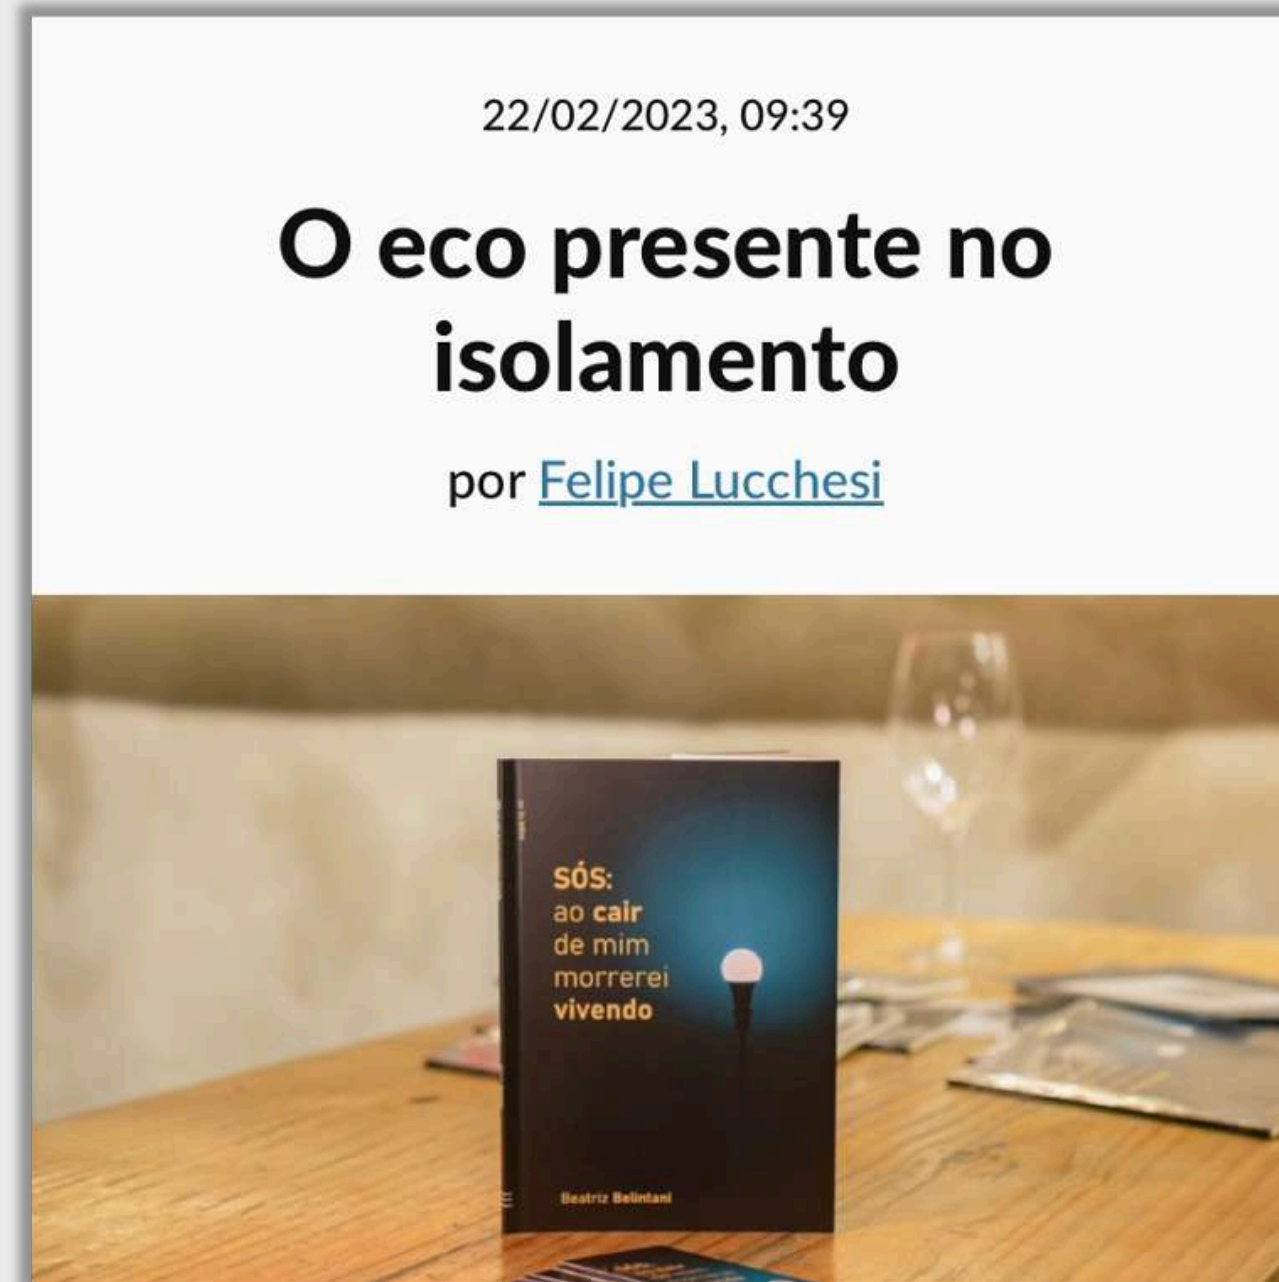 22/02/2023, 09:39
O eco presente no
isolamento
por Felipe Lucchesi
SÓS:
ao cair
de mim
morrerei
vivendo
Beatriz Belintani